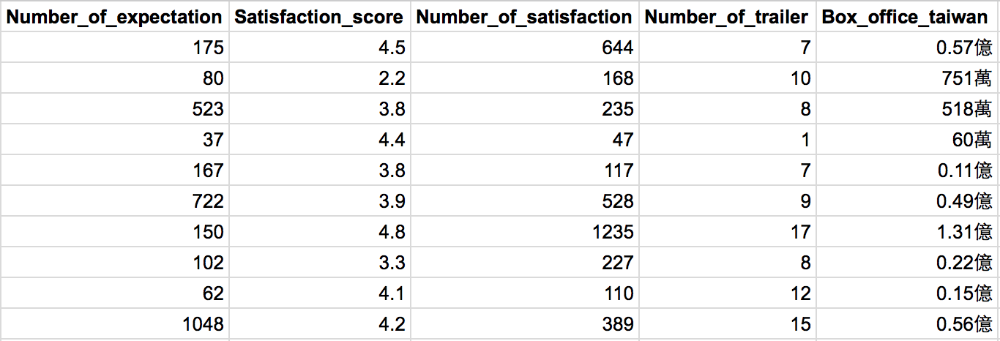 Number_of_expectation Satisfaction_score Number_of_satisfaction Number_of_trailer Box_office_taiwan
175 4.5 644 7 0.57億
80 2.2 168 10 751萬
523 3.8 235 8 518萬
37 4.4 47 1 60萬
167 3.8 117 7 0.11億
722 3.9 528 9 0.49億
150 4.8 1235 17 1.31億
102 3.3 227 8 0.22億
62 4.1 110 12 0.15億
1048 4.2 389 15 0.56億